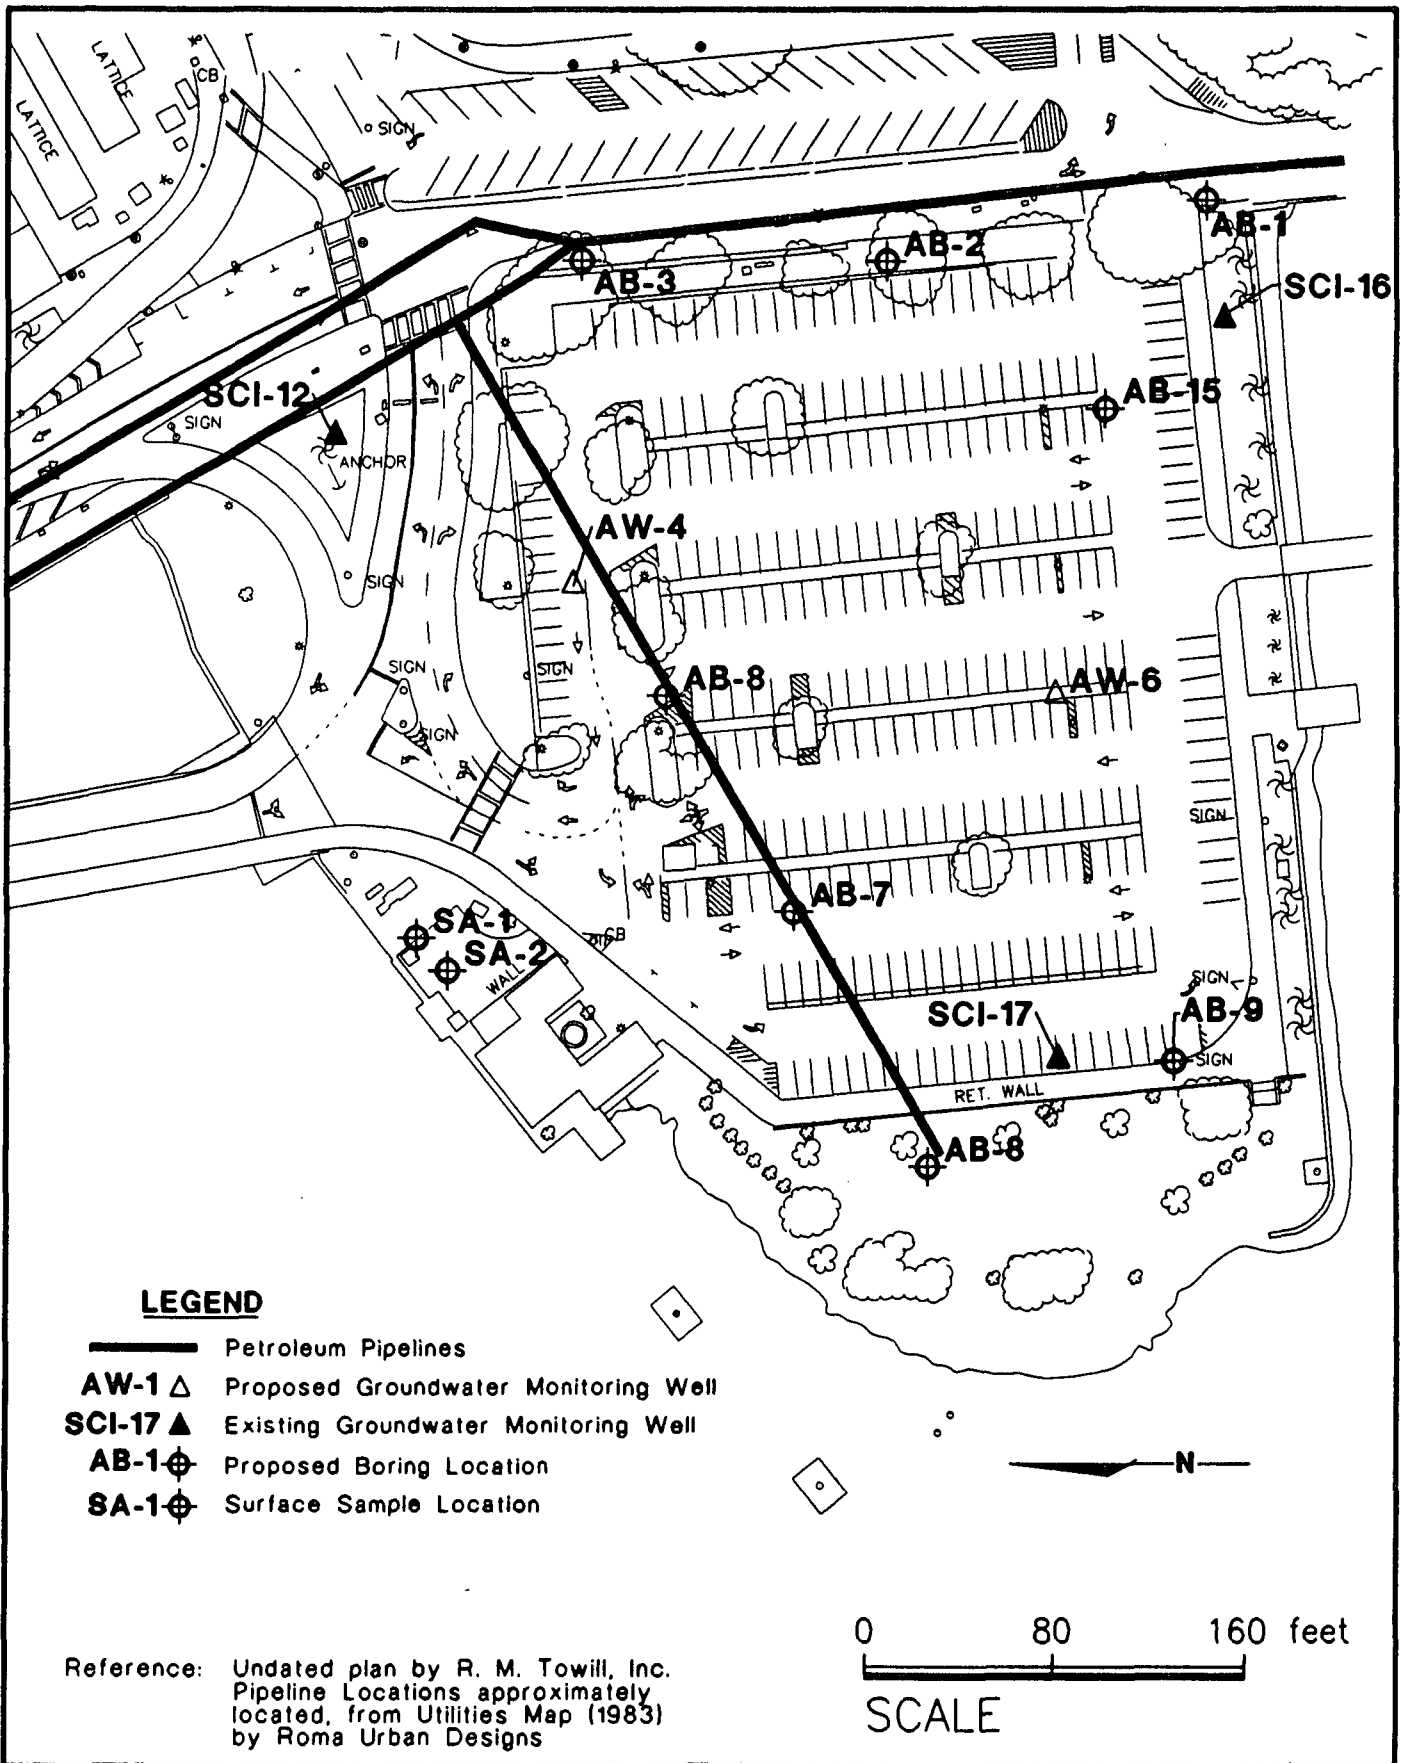 LATTICE
LATTICE
CB
SIGN
AB-1
AB-2
AB-3
SCI-16
SCI-12
SIGN
ANCHOR
AB-15
AW-4
SIGN
SIGN
SIGN
AB-8
AW-6
SIGN
SIGN
AB-7
SA-1
CB
SA-2
WALL
SIGN
SCI-17
AB-9
SIGN
RET. WALL
AB-8
LEGEND
Petroleum Pipelines
AW-1 Proposed Groundwater Monitoring Well
SCI-17 Existing Groundwater Monitoring Well
AB-1 Proposed Boring Location
SA-1 Surface Sample Location
N
0 80 160 feet
SCALE
Reference: Undated plan by R. M. Towill, Inc.
Pipeline Locations approximately
located, from Utilities Map (1983)
by Roma Urban Designs